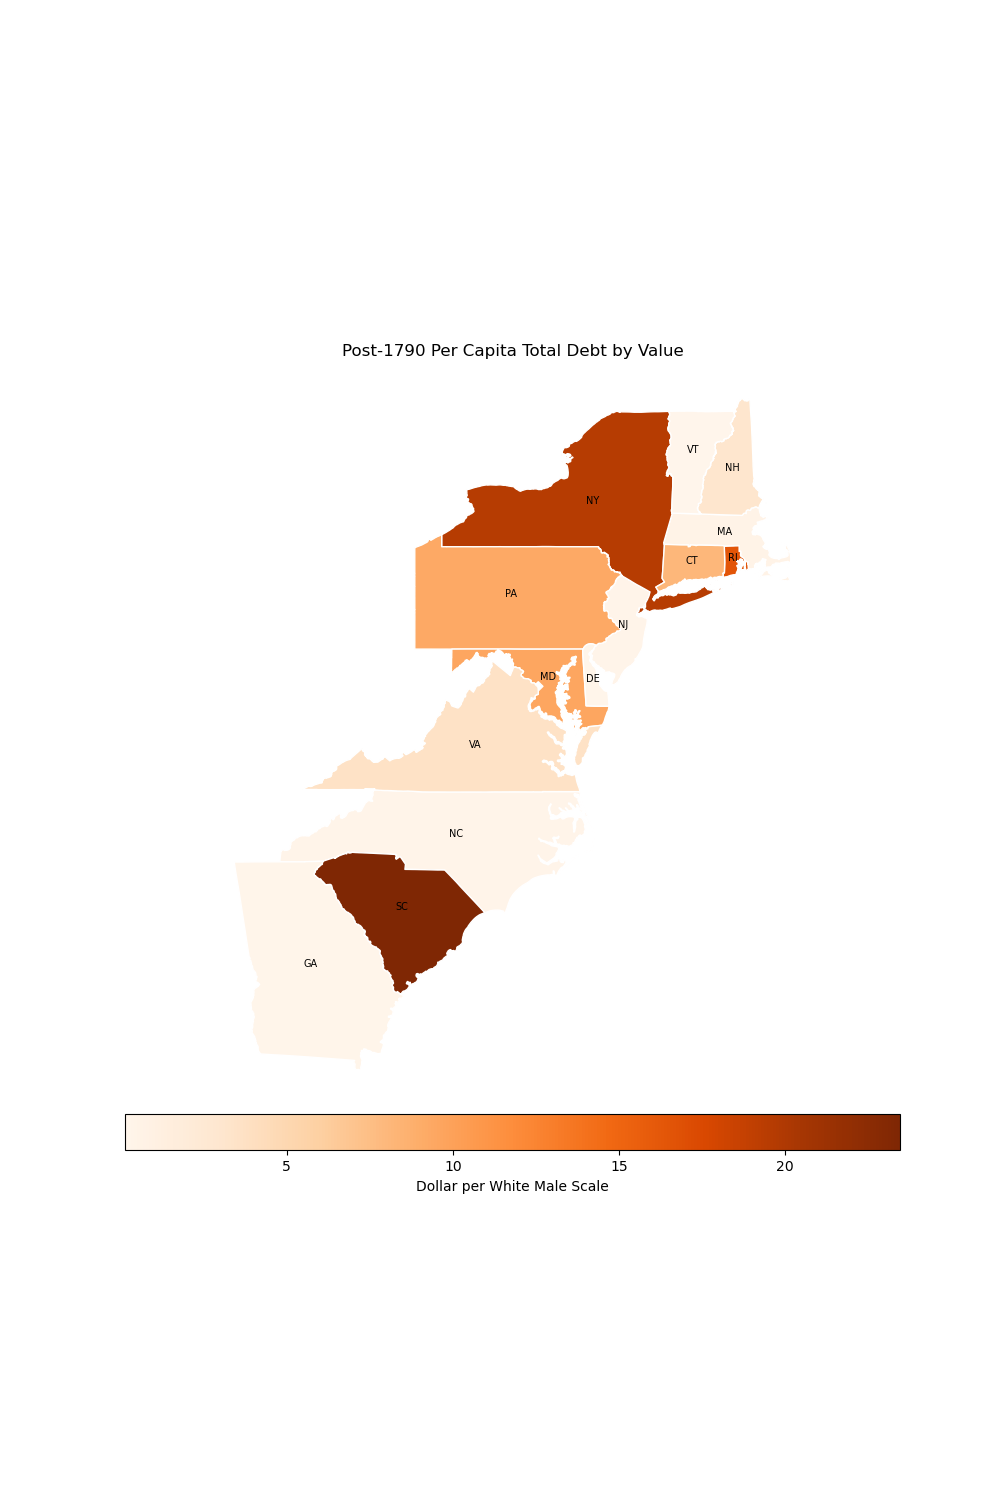 Post-1790 Per Capita Total Debt by Value
VT
NH
NY
MA
RI
CT
PA
NJ
MD
DE
VA
NC
SC
GA
5 10 15 20
Dollar per White Male Scale